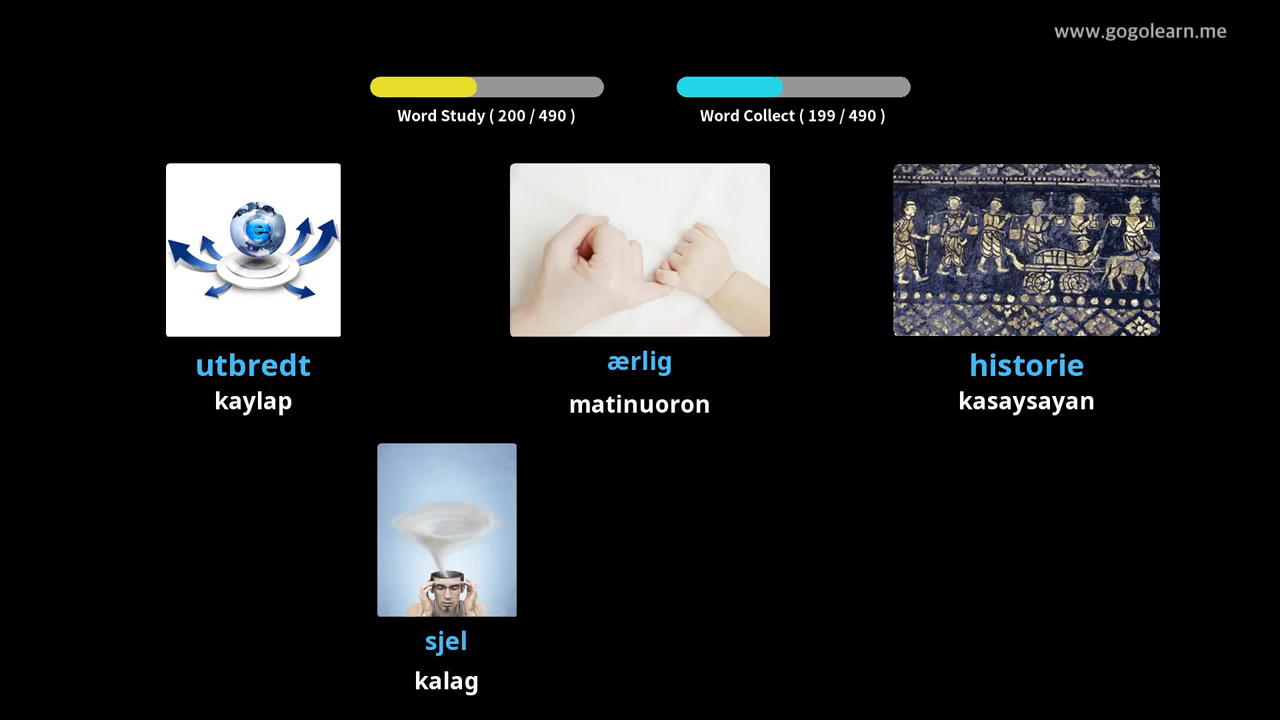 www.gogolearn.me
Word Study ( 200 / 490 )
Word Collect ( 199 / 490 )
utbredt
kaylap
ærlig
matinuoron
historie
kasaysayan
sjel
kalag